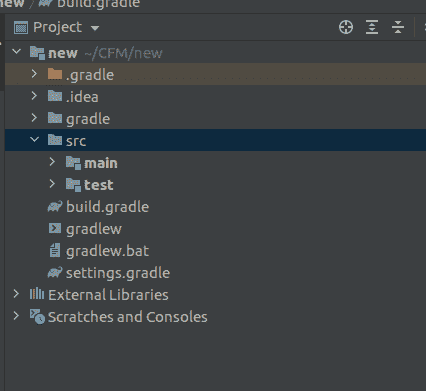 new / build.gradle
Project
new ~/CFM/new
.gradle
.idea
gradle
src
main
test
build.gradle
gradlew
gradlew.bat
settings.gradle
External Libraries
Scratches and Consoles